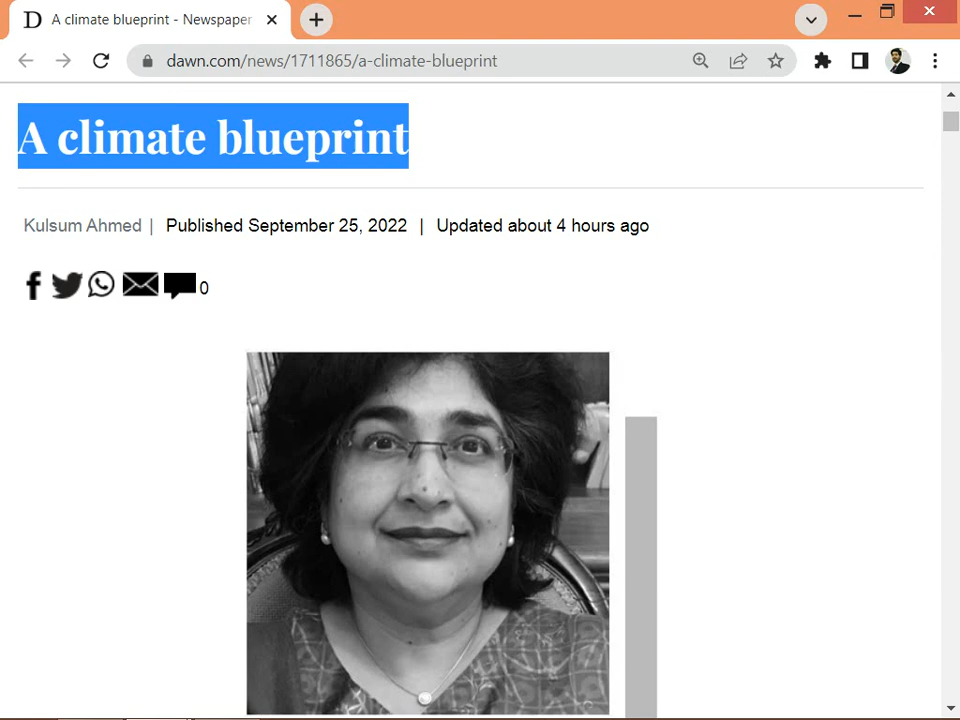 D A climate blueprint - Newspaper
dawn.com/news/1711865/a-climate-blueprint
A climate blueprint
Kulsum Ahmed | Published September 25, 2022 | Updated about 4 hours ago
0